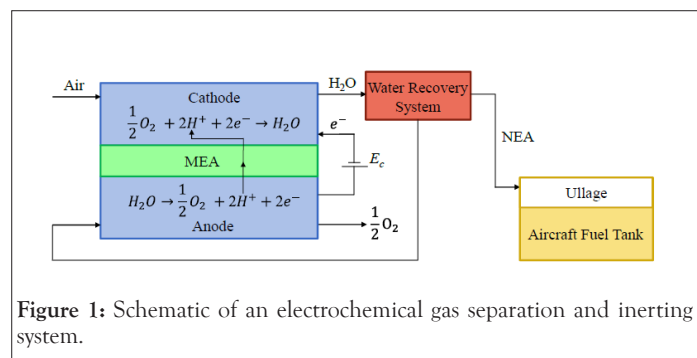 Air
Cathode
1/2 O₂ + 2H⁺ + 2e⁻ → H₂O
H₂O
Water Recovery
System
e⁻
MEA
E_c
NEA
H₂O → 1/2 O₂ + 2H⁺ + 2e⁻
Anode
1/2 O₂
Ullage
Aircraft Fuel Tank
Figure 1: Schematic of an electrochemical gas separation and inerting
system.